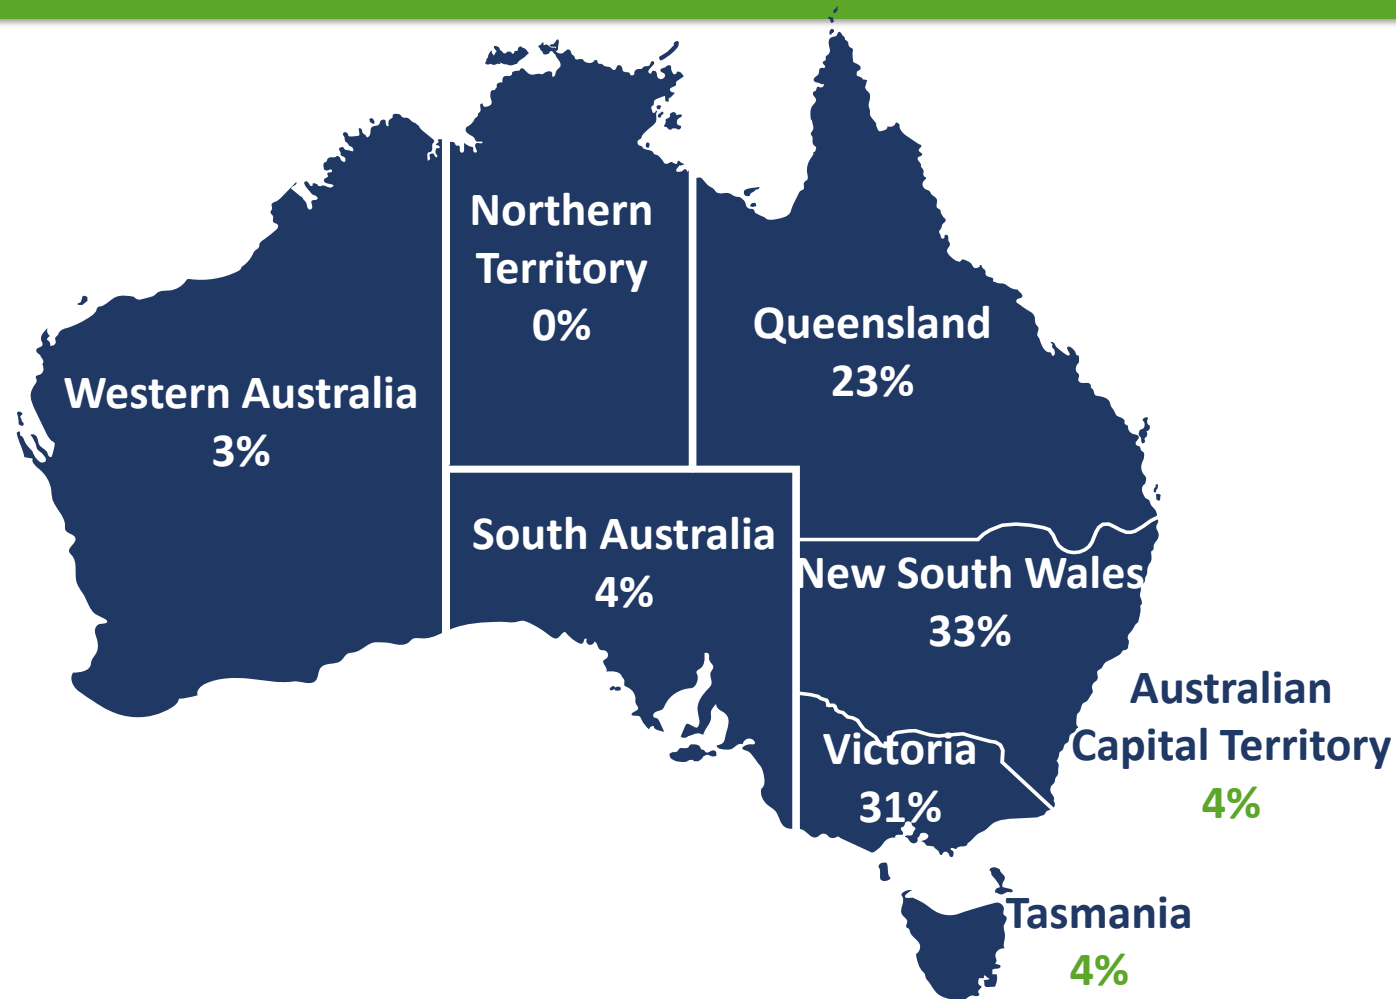 Northern
Territory
0%
Queensland
23%
Western Australia
3%
South Australia
4%
New South Wales
33%
Australian
Capital Territory
4%
Victoria
31%
Tasmania
4%